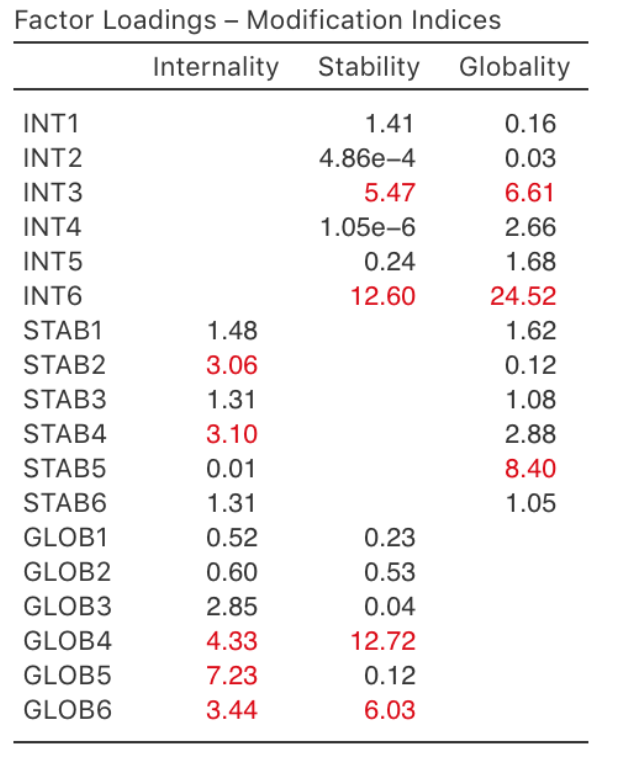 Factor Loadings – Modification Indices
Internality Stability Globality
INT1 1.41 0.16
INT2 4.86e−4 0.03
INT3 5.47 6.61
INT4 1.05e−6 2.66
INT5 0.24 1.68
INT6 12.60 24.52
STAB1 1.48 1.62
STAB2 3.06 0.12
STAB3 1.31 1.08
STAB4 3.10 2.88
STAB5 0.01 8.40
STAB6 1.31 1.05
GLOB1 0.52 0.23
GLOB2 0.60 0.53
GLOB3 2.85 0.04
GLOB4 4.33 12.72
GLOB5 7.23 0.12
GLOB6 3.44 6.03